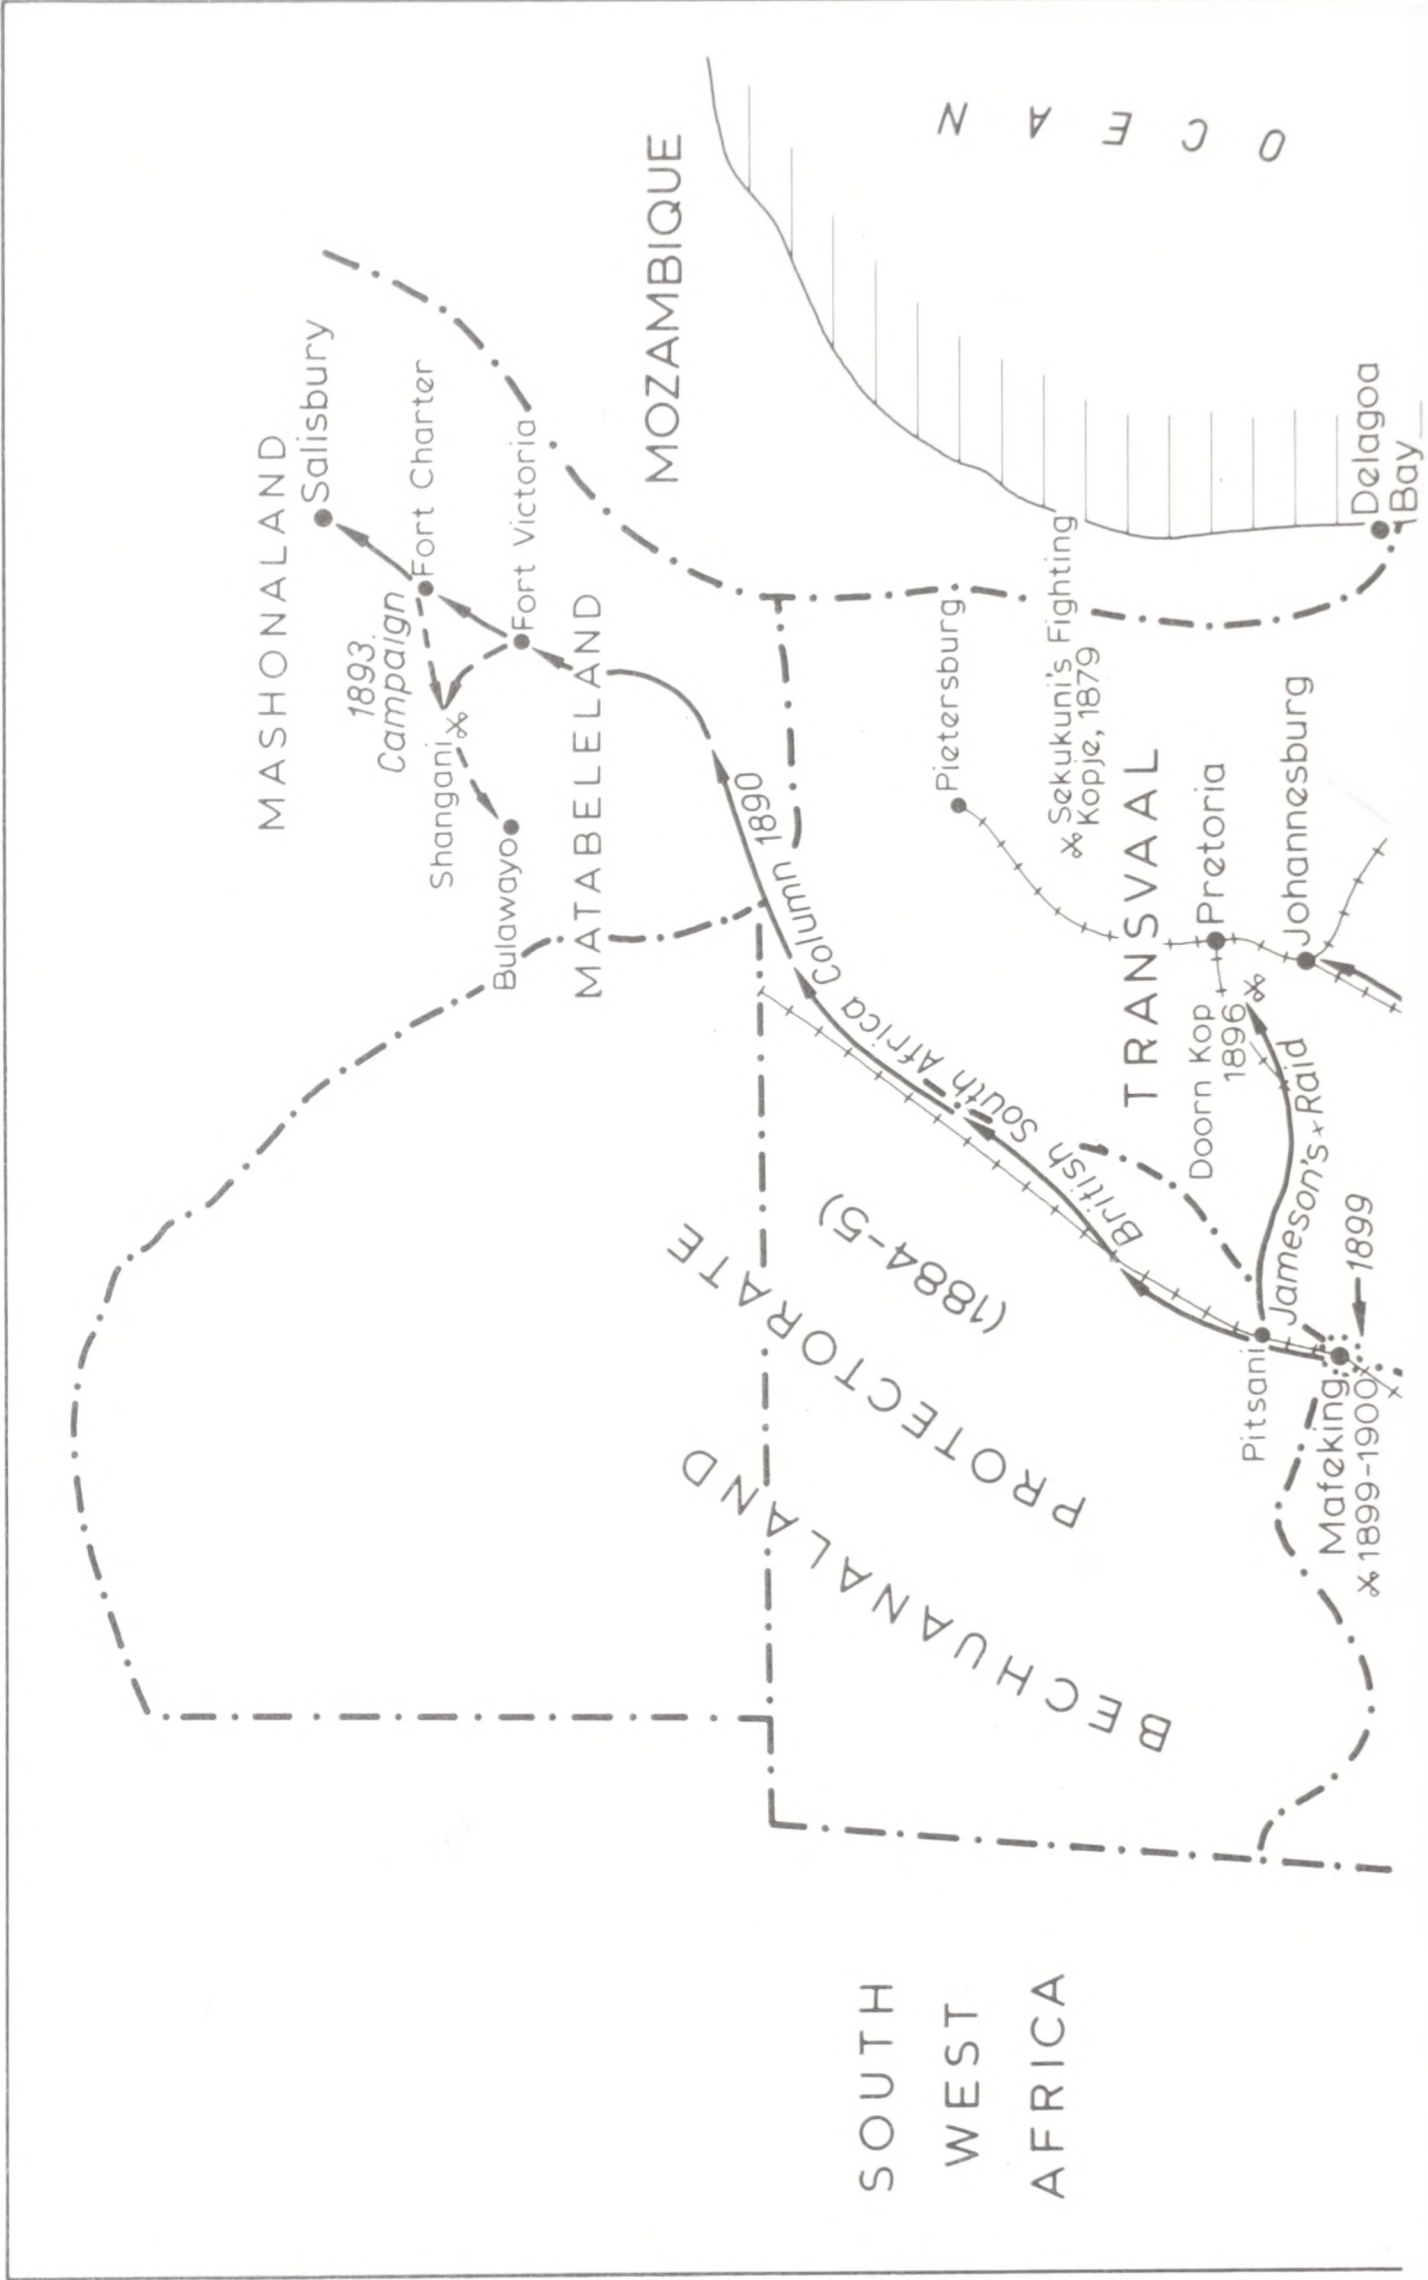 MASHONALAND
Salisbury
1893
Campaign
Fort Charter
Shangani
Fort Victoria
Bulawayo
MATABELELAND
MOZAMBIQUE
OCEAN
British South Africa Column 1890
Pietersburg
Sekukuni's Fighting
Kopje, 1879
TRANSVAAL
Pretoria
Johannesburg
Doorn Kop
1896
Jameson's Raid
Delagoa
Bay
BECHUANALAND
PROTECTORATE
(1884-5)
Pitsani
Mafeking
1899-1900
1899
SOUTH
WEST
AFRICA